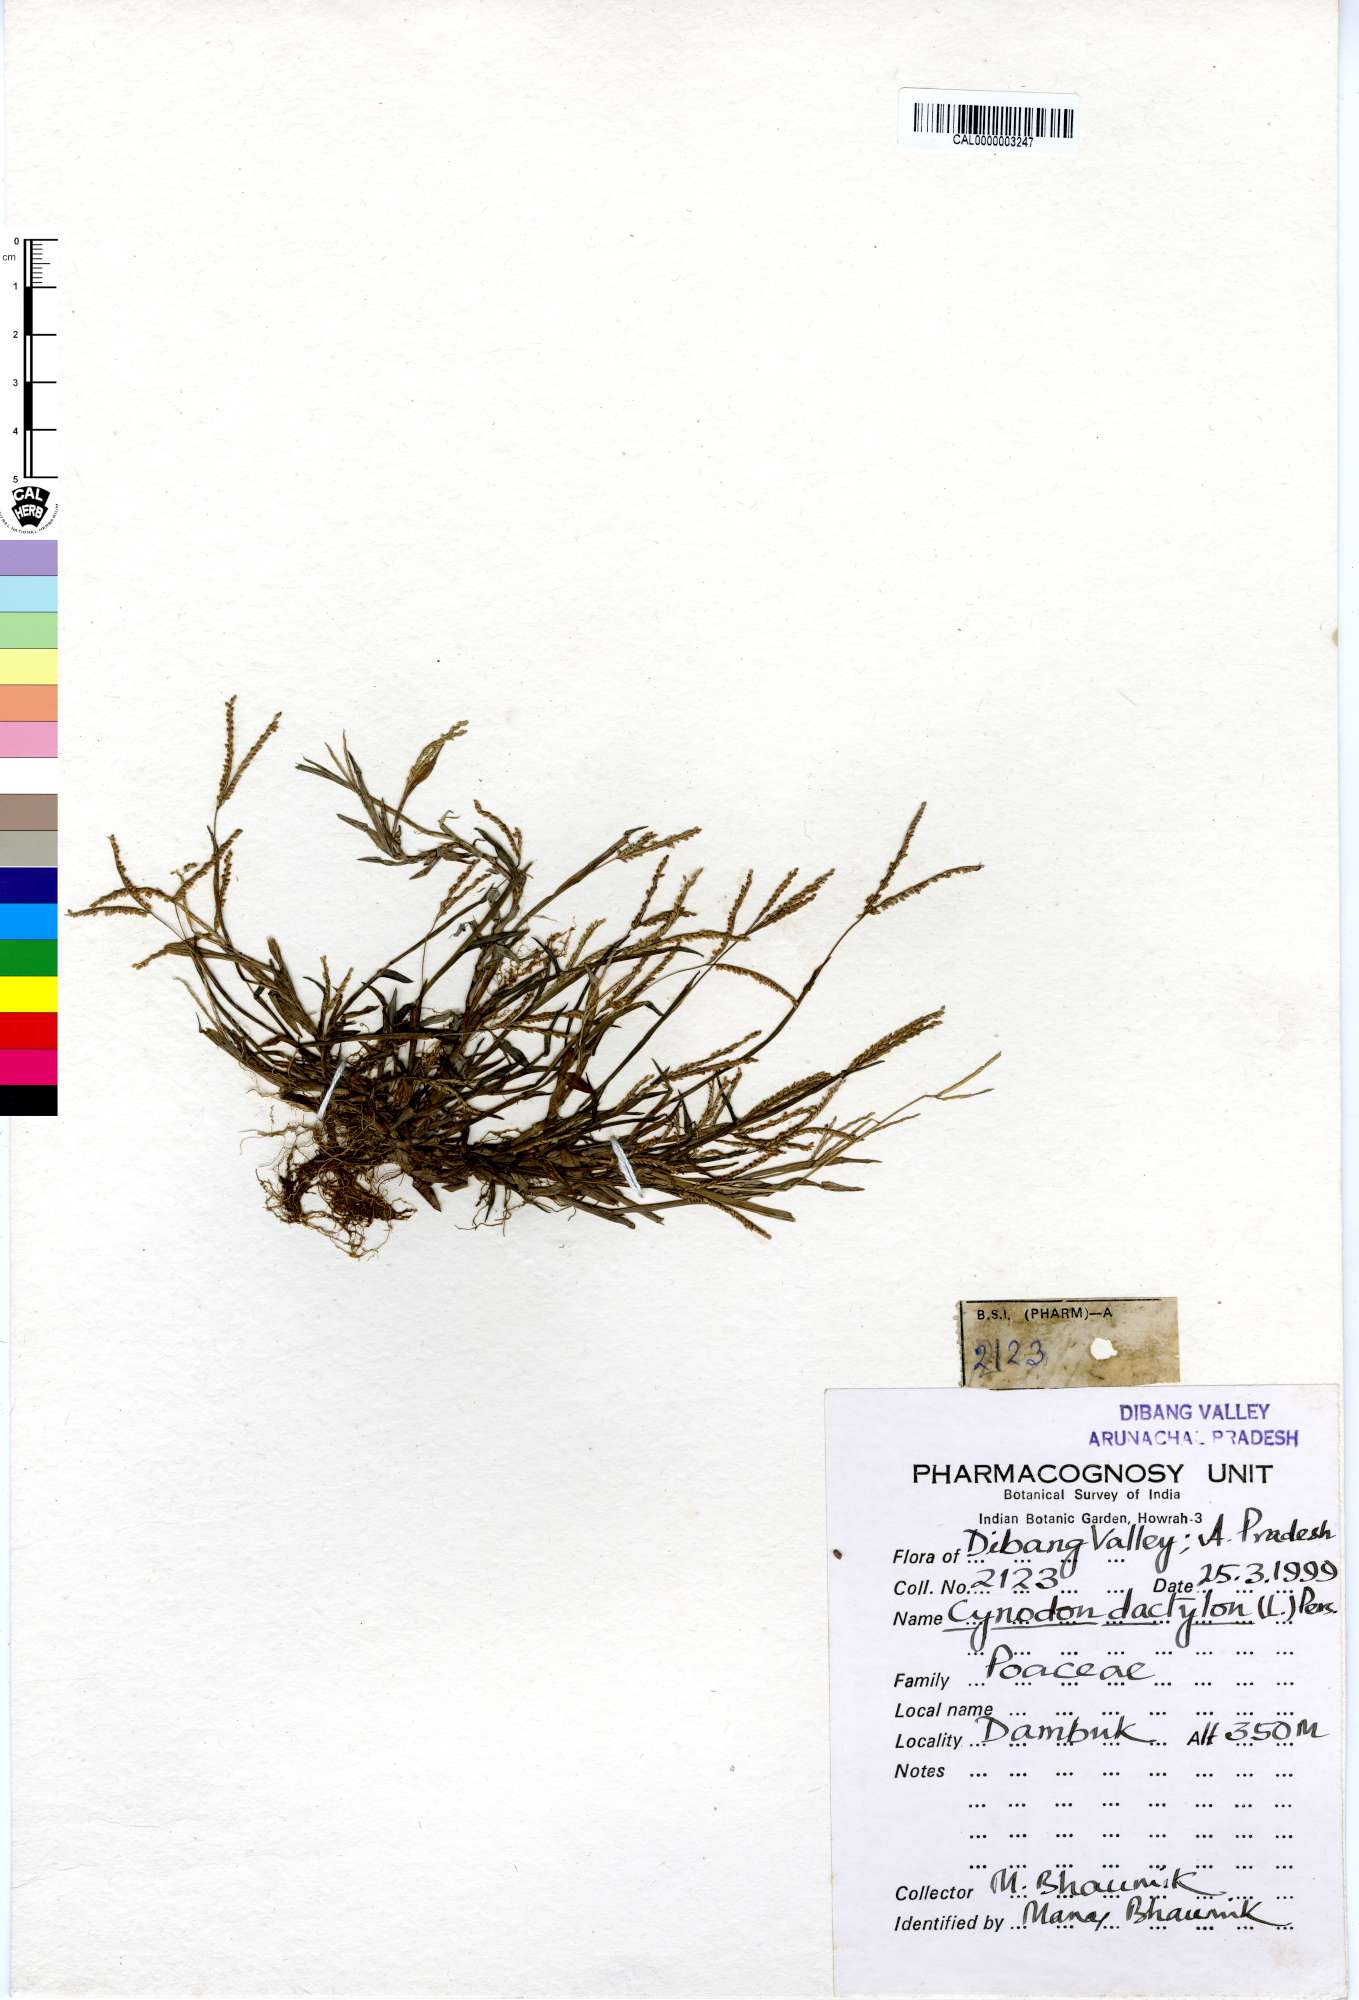 CAL0000003247
0
cm
1
2
3
4
5
CAL
HERB
B.S.I. (PHARM)—A
2123
DIBANG VALLEY
ARUNACHAL PRADESH
PHARMACOGNOSY UNIT
Botanical Survey of India
Indian Botanic Garden, Howrah-3
Flora of Dibang Valley; A. Pradesh
Coll. No. 2123 Date 25.3.1999
Name Cynodon dactylon (L.) Pers.
Family Poaceae
Local name
Locality Dambuk Alt 350M
Notes
Collector M. Bhaumik
Identified by Bhaumik